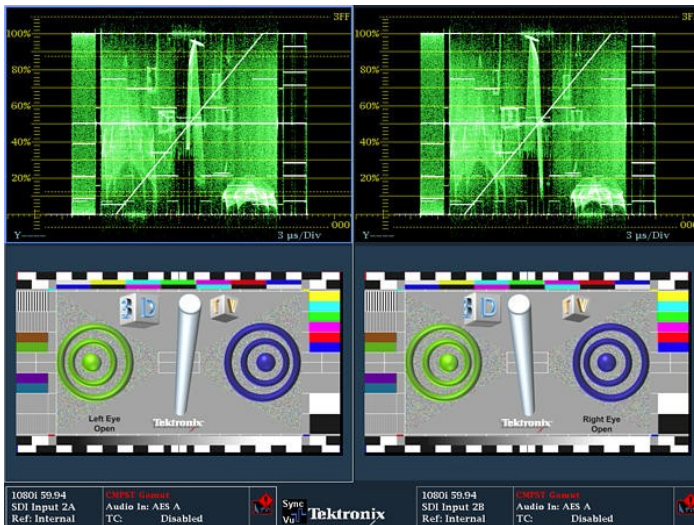 3FF
100%
80%
60%
40%
20%
000
Y----
3 µs/Div
3FF
100%
80%
60%
40%
20%
000
Y----
3 µs/Div
3D TV
Left Eye
Open
Tektronix
3D TV
Right Eye
Open
Tektronix
1080i 59.94
SDI Input 2A
Ref: Internal
CMPST Gamut
Audio In: AES A
TC: Disabled
Sync
Vu
Tektronix
1080i 59.94
SDI Input 2B
Ref: Internal
CMPST Gamut
Audio In: AES A
TC: Disabled